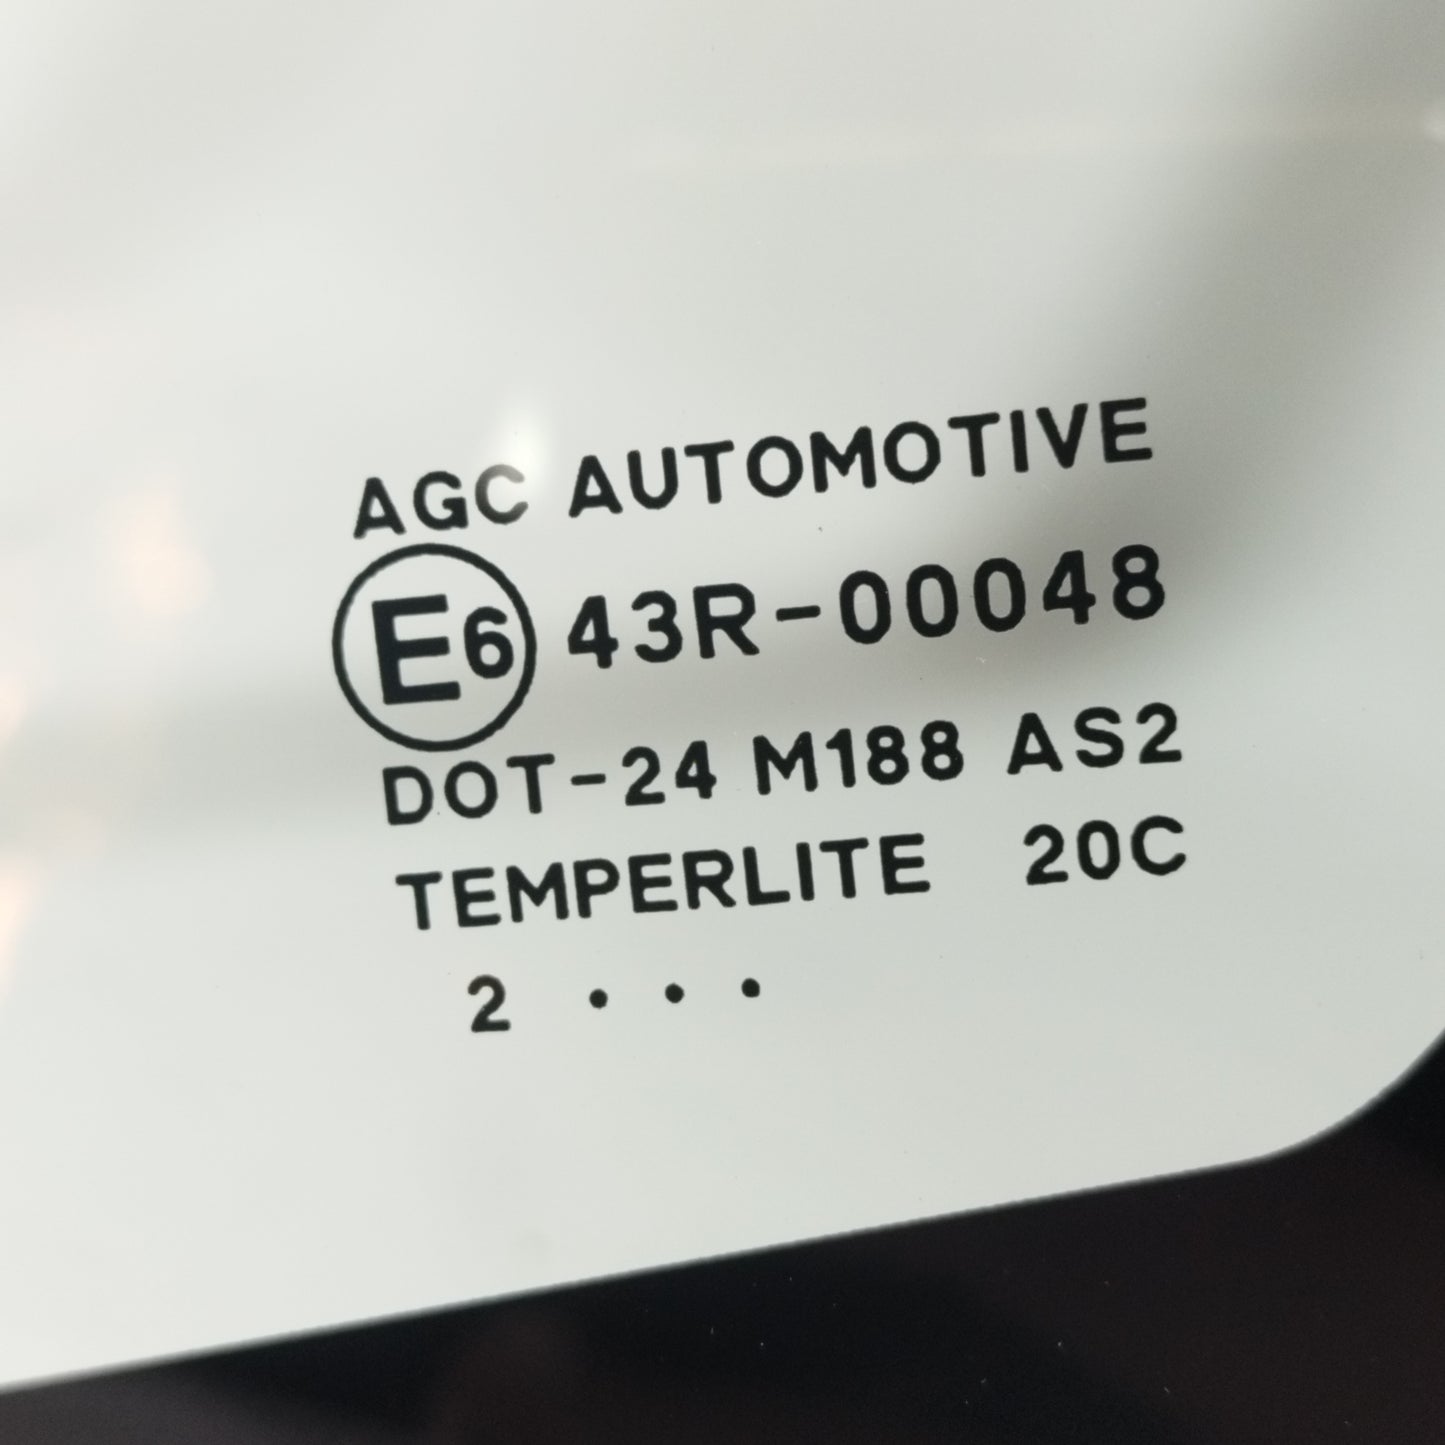 AGC AUTOMOTIVE
E6 43R-00048
DOT-24 M188 AS2
TEMPERLITE 20C
2 • • •